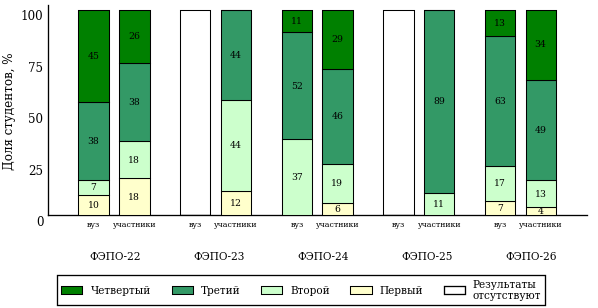 Доля студентов, %
100
75
50
25
0
45 38 7 10
26 38 18 18
44 44 12
11 52 37
29 46 19 6
89 11
13 63 17 7
34 49 13 4
вуз участники вуз участники вуз участники вуз участники вуз участники
ФЭПО-22 ФЭПО-23 ФЭПО-24 ФЭПО-25 ФЭПО-26
Четвертый Третий Второй Первый Результаты
отсутствуют